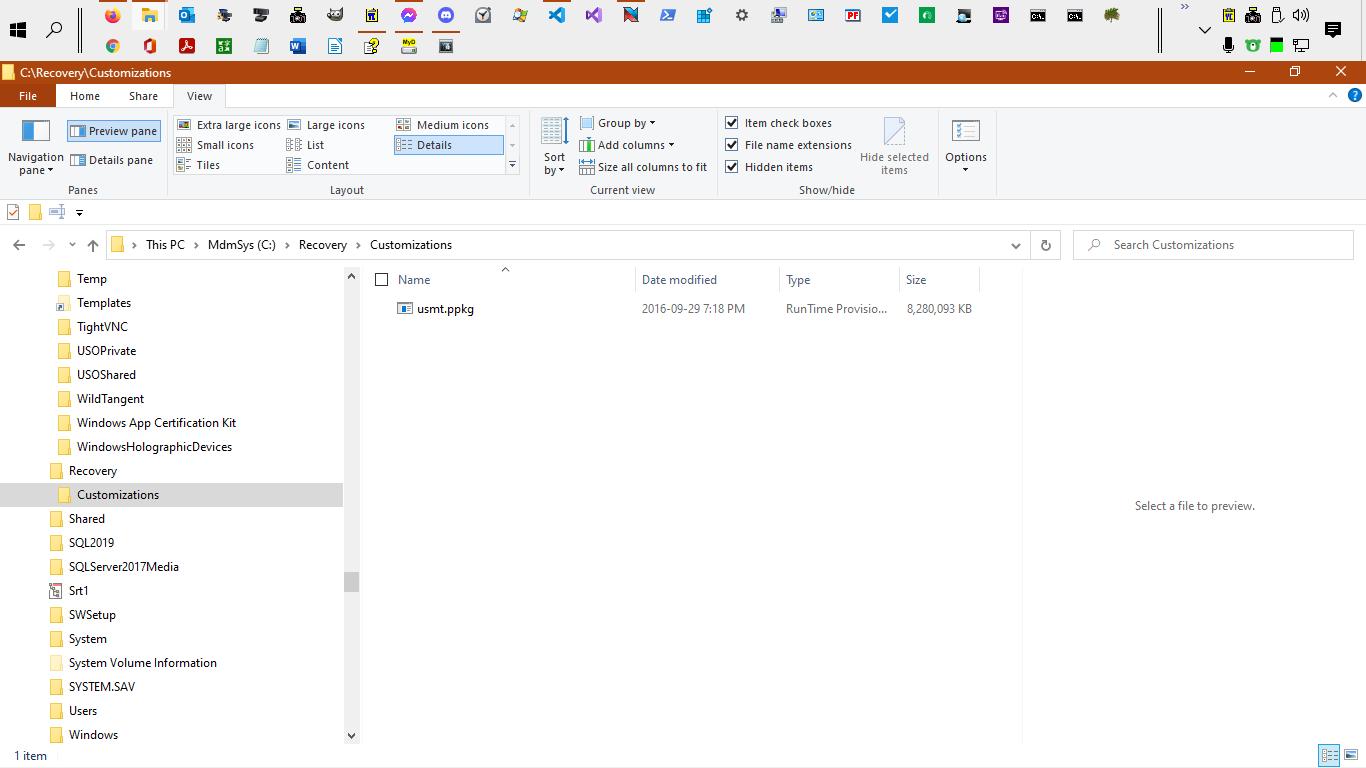 C:\Recovery\Customizations
File Home Share View
Navigation pane
Preview pane
Details pane
Panes
Extra large icons Large icons Medium icons
Small icons List Details
Tiles Content
Layout
Sort by
Group by
Add columns
Size all columns to fit
Current view
Item check boxes
File name extensions
Hidden items
Hide selected items
Show/hide
Options
This PC MdmSys (C:) Recovery Customizations
Search Customizations
Temp
Templates
TightVNC
USOPrivate
USOShared
WildTangent
Windows App Certification Kit
WindowsHolographicDevices
Recovery
Customizations
Shared
SQL2019
SQLServer2017Media
Srt1
SWSetup
System
System Volume Information
SYSTEM.SAV
Users
Windows
Name Date modified Type Size
usmt.ppkg 2016-09-29 7:18 PM RunTime Provisio... 8,280,093 KB
Select a file to preview.
1 item